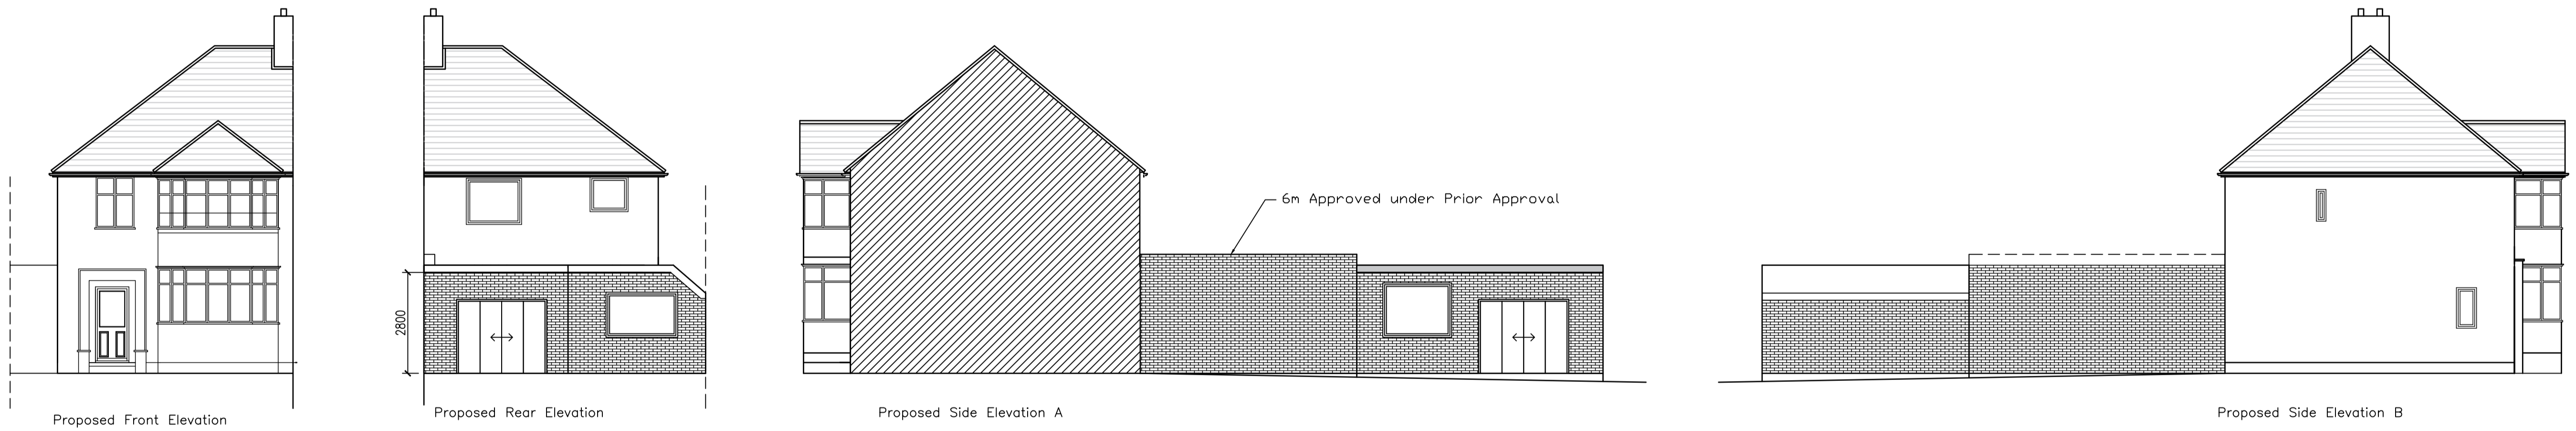 6m Approved under Prior Approval
2800
Proposed Front Elevation
Proposed Rear Elevation
Proposed Side Elevation A
Proposed Side Elevation B